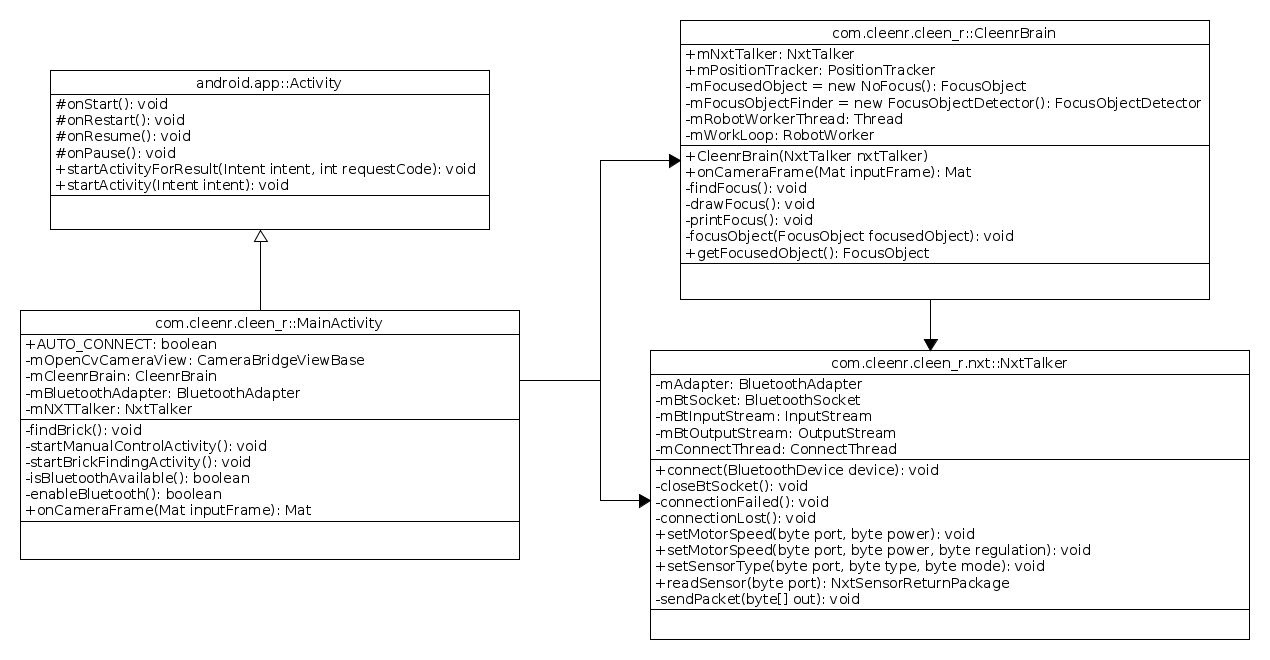 android.app::Activity
#onStart(): void
#onRestart(): void
#onResume(): void
#onPause(): void
+startActivityForResult(Intent intent, int requestCode): void
+startActivity(Intent intent): void
com.cleenr.cleen_r::MainActivity
+AUTO_CONNECT: boolean
-mOpenCvCameraView: CameraBridgeViewBase
-mCleenrBrain: CleenrBrain
-mBluetoothAdapter: BluetoothAdapter
-mNXTTalker: NxtTalker
-findBrick(): void
-startManualControlActivity(): void
-startBrickFindingActivity(): void
-isBluetoothAvailable(): boolean
-enableBluetooth(): boolean
+onCameraFrame(Mat inputFrame): Mat
com.cleenr.cleen_r::CleenrBrain
+mNxtTalker: NxtTalker
+mPositionTracker: PositionTracker
-mFocusedObject = new NoFocus(): FocusObject
-mFocusObjectFinder = new FocusObjectDetector(): FocusObjectDetector
-mRobotWorkerThread: Thread
-mWorkLoop: RobotWorker
+CleenrBrain(NxtTalker nxtTalker)
+onCameraFrame(Mat inputFrame): Mat
-findFocus(): void
-drawFocus(): void
-printFocus(): void
-focusObject(FocusObject focusedObject): void
+getFocusedObject(): FocusObject
com.cleenr.cleen_r.nxt::NxtTalker
-mAdapter: BluetoothAdapter
-mBtSocket: BluetoothSocket
-mBtInputStream: InputStream
-mBtOutputStream: OutputStream
-mConnectThread: ConnectThread
+connect(BluetoothDevice device): void
-closeBtSocket(): void
-connectionFailed(): void
-connectionLost(): void
+setMotorSpeed(byte port, byte power): void
+setMotorSpeed(byte port, byte power, byte regulation): void
+setSensorType(byte port, byte type, byte mode): void
+readSensor(byte port): NxtSensorReturnPackage
-sendPacket(byte[] out): void